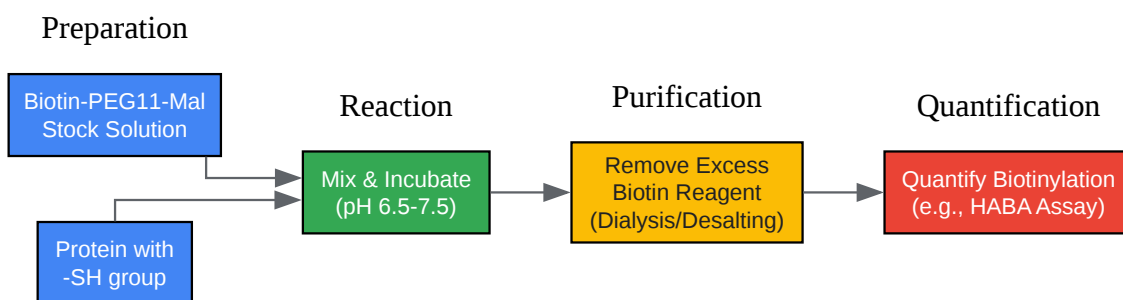 Preparation
Biotin-PEG11-Mal
Stock Solution
Protein with
-SH group
Reaction
Mix & Incubate
(pH 6.5-7.5)
Purification
Remove Excess
Biotin Reagent
(Dialysis/Desalting)
Quantification
Quantify Biotinylation
(e.g., HABA Assay)